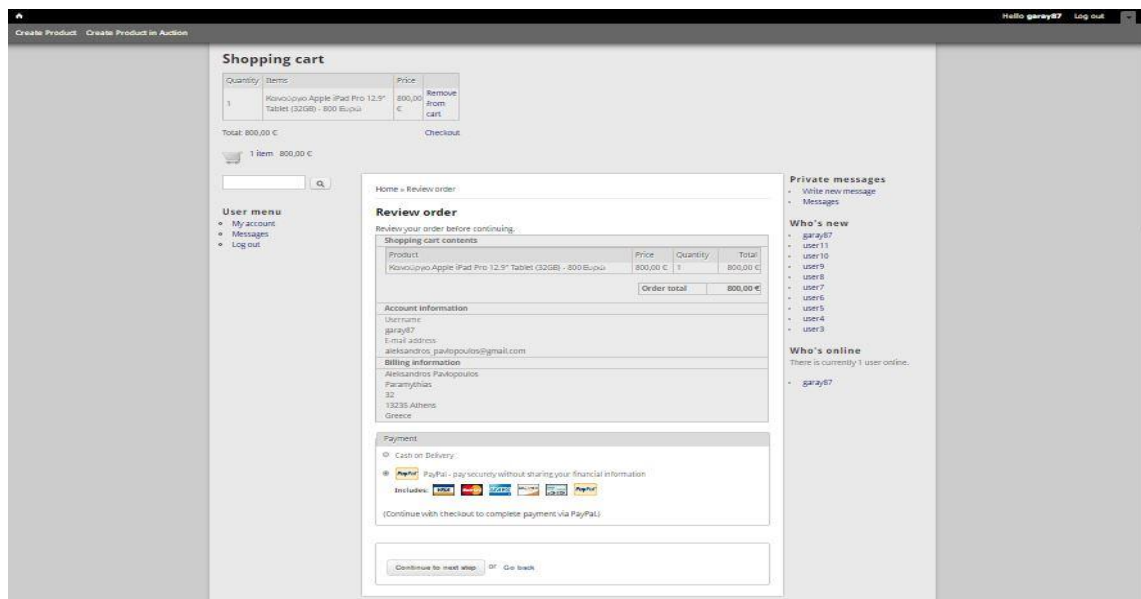 Hello garay87 Log out
Create Product Create Product in Auction
Shopping cart
Quantity Items Price
1 Καινούργιο Apple iPad Pro 12.9" Tablet (32GB) - 800 Ευρώ 800,00 € Remove from cart
Total: 800,00 € Checkout
1 item 800,00 €
User menu
My account
Messages
Log out
Home » Review order
Review order
Review your order before continuing.
Shopping cart contents
Product Price Quantity Total
Καινούργιο Apple iPad Pro 12.9" Tablet (32GB) - 800 Ευρώ 800,00 € 1 800,00 €
Order total 800,00 €
Account information
Username
garay87
E-mail address
aleksandros_pavlopoulos@gmail.com
Billing information
Aleksandros Pavlopoulos
Paramythias
32
13235 Athens
Greece
Payment
Cash on Delivery
PayPal PayPal - pay securely without sharing your financial information
Includes: VISA PayPal
(Continue with checkout to complete payment via PayPal.)
Continue to next step or Go back
Private messages
Write new message
Messages
Who's new
garay87
user11
user10
user9
user8
user7
user6
user5
user4
user3
Who's online
There is currently 1 user online.
garay87